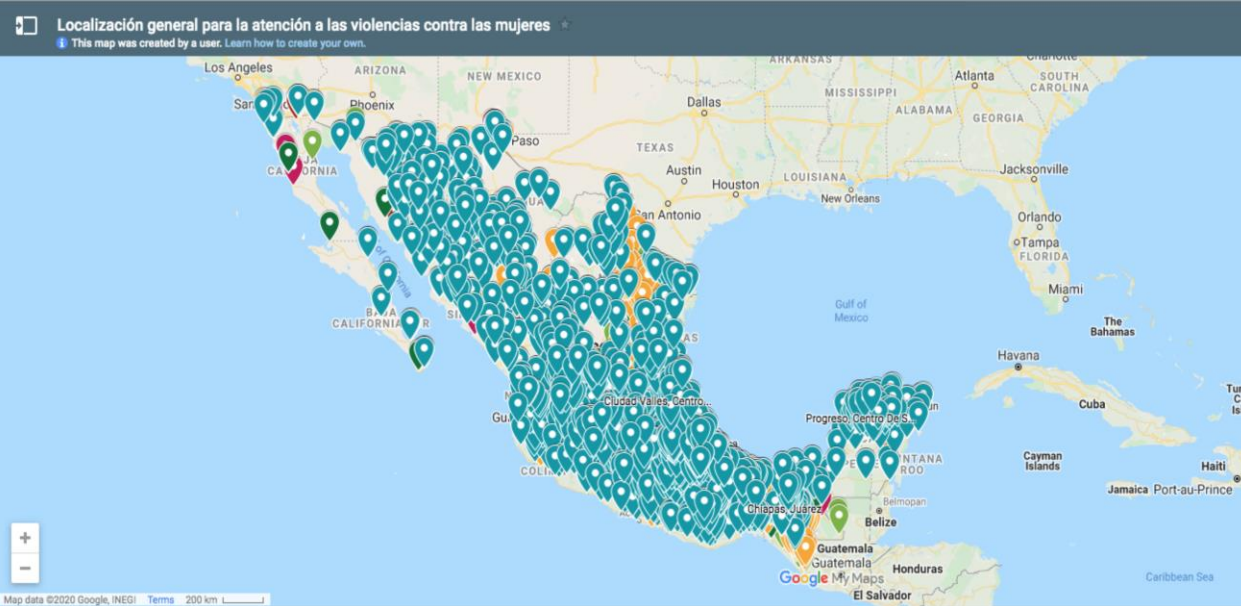 Localización general para la atención a las violencias contra las mujeres
This map was created by a user. Learn how to create your own.
Los Angeles
ARIZONA
NEW MEXICO
ARKANSAS
Atlanta
SOUTH
CAROLINA
Phoenix
Dallas
MISSISSIPPI
ALABAMA
GEORGIA
San
Paso
TEXAS
Austin
Houston
LOUISIANA
New Orleans
Jacksonville
Orlando
Tampa
FLORIDA
Miami
Gulf of
Mexico
The
Bahamas
Havana
Cuba
Cayman
Islands
Haiti
Jamaica
Port-au-Prince
Ciudad Valles, Centro...
Progreso, Centro De S...
Chiapas, Juárez
ROO
Belmopan
Belize
Guatemala
Guatemala
Honduras
El Salvador
Caribbean Sea
Google My Maps
Map data ©2020 Google, INEGI Terms 200 km